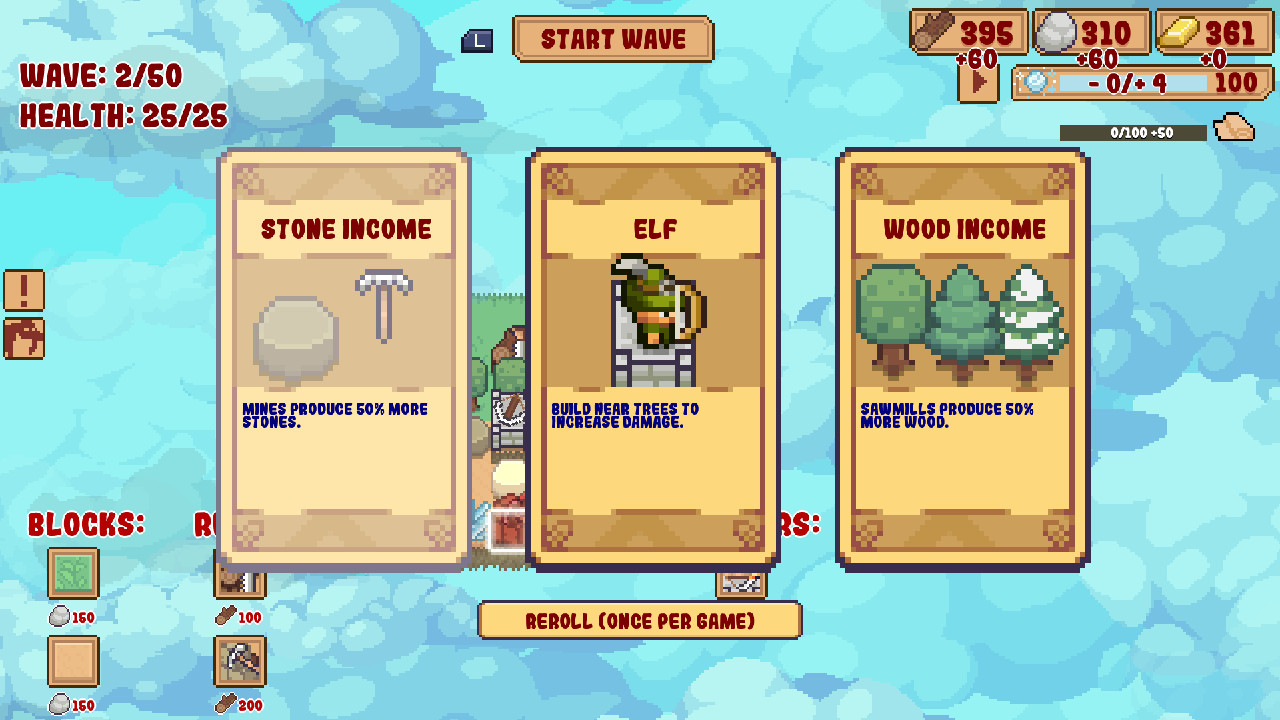 L
START WAVE
395
310
361
+60
+60
+0
- 0/+ 4
100
0/100 +50
WAVE: 2/50
HEALTH: 25/25
STONE INCOME
MINES PRODUCE 50% MORE
STONES.
ELF
BUILD NEAR TREES TO
INCREASE DAMAGE.
WOOD INCOME
SAWMILLS PRODUCE 50%
MORE WOOD.
BLOCKS:
150
100
150
200
REROLL (ONCE PER GAME)